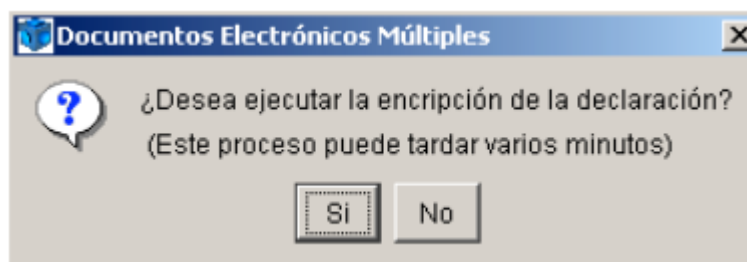 Documentos Electrónicos Múltiples
¿Desea ejecutar la encripción de la declaración?
(Este proceso puede tardar varios minutos)
Si
No